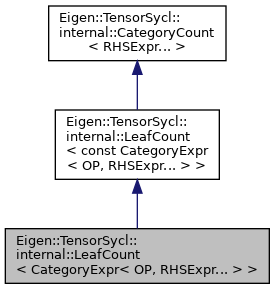 Eigen::TensorSycl::
internal::CategoryCount
< RHSExpr... >
Eigen::TensorSycl::
internal::LeafCount
< const CategoryExpr
< OP, RHSExpr... > >
Eigen::TensorSycl::
internal::LeafCount
< CategoryExpr< OP, RHSExpr... > >